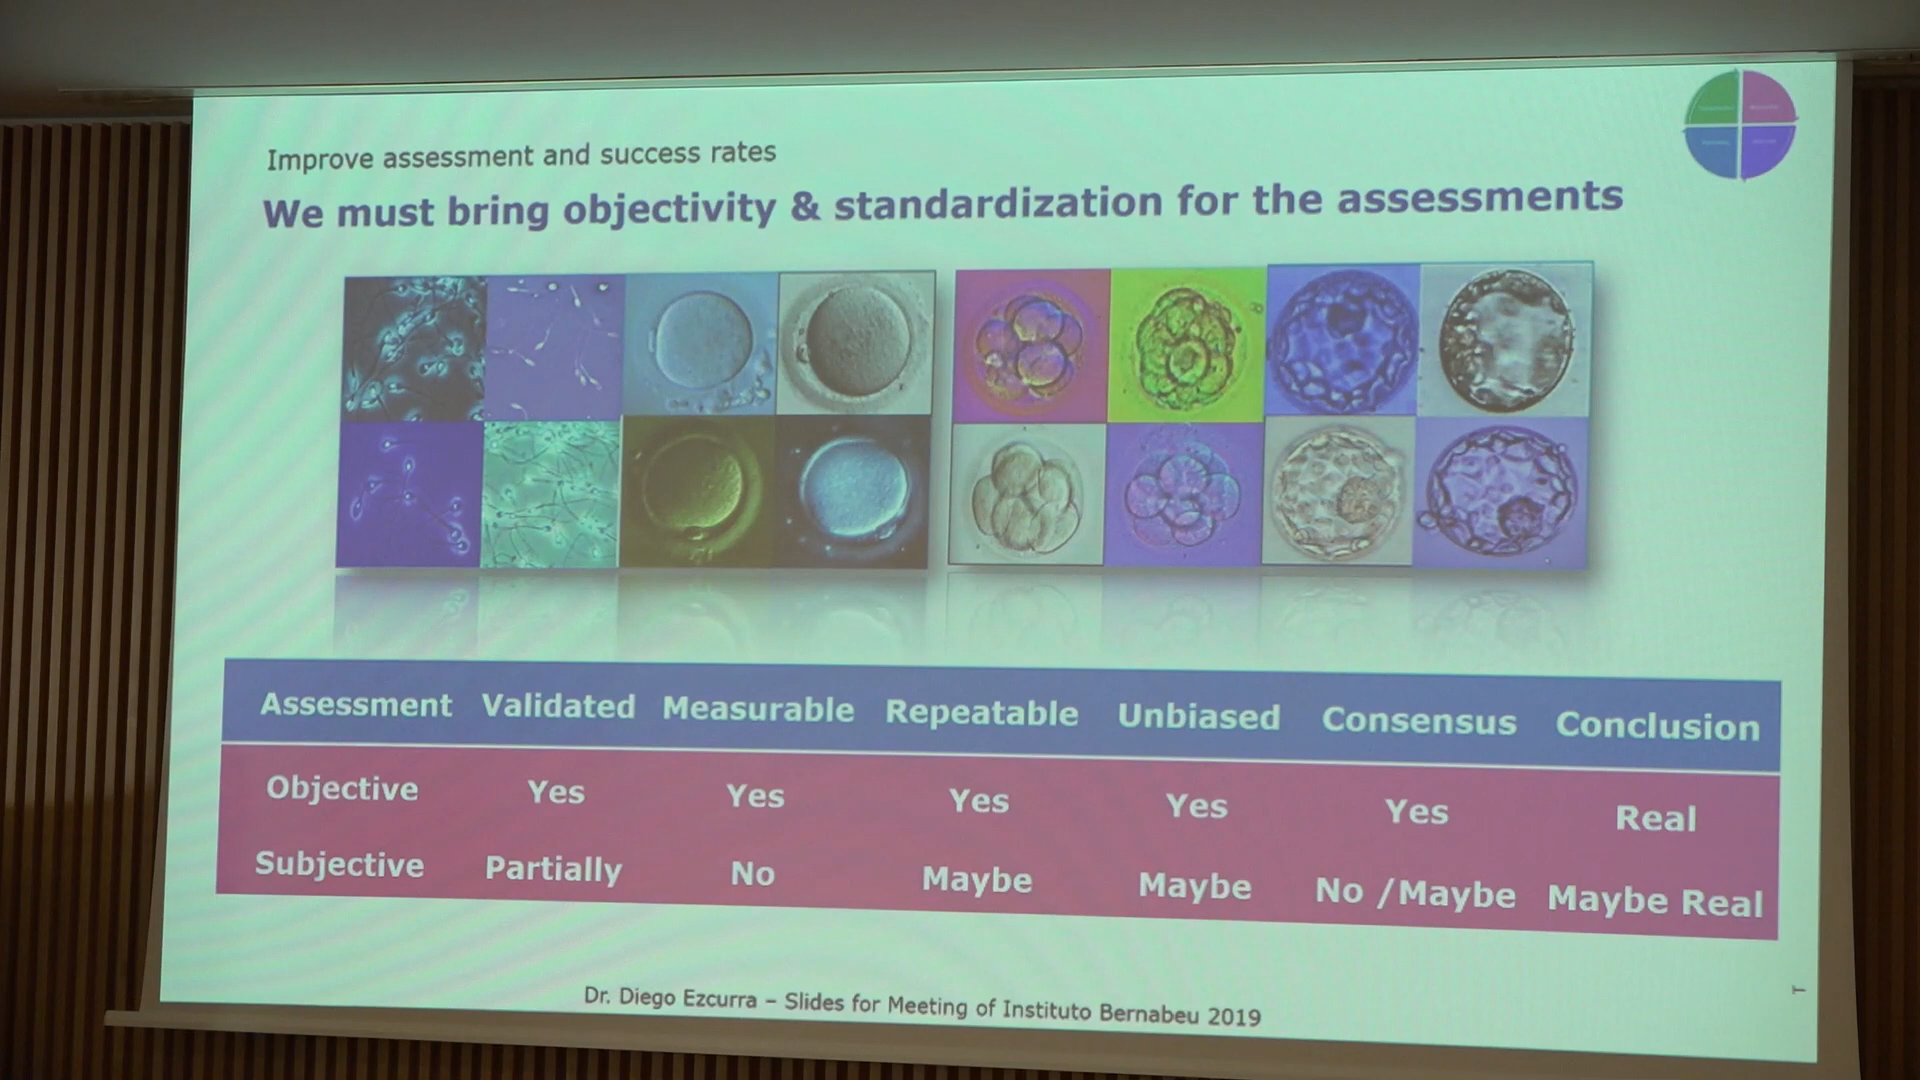 Improve assessment and success rates
We must bring objectivity & standardization for the assessments
Assessment Validated Measurable Repeatable Unbiased Consensus Conclusion
Objective Yes Yes Yes Yes Yes Real
Subjective Partially No Maybe Maybe No /Maybe Maybe Real
Dr. Diego Ezcurra – Slides for Meeting of Instituto Bernabeu 2019
T